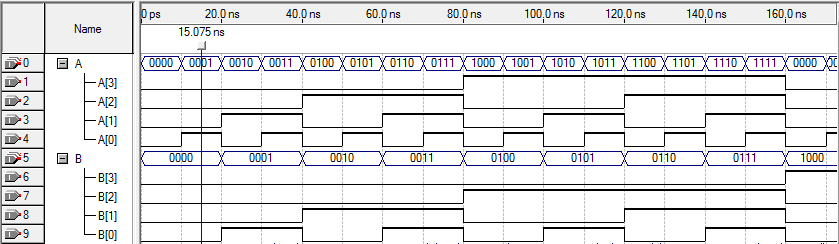 0 ps 20.0 ns 40.0 ns 60.0 ns 80.0 ns 100.0 ns 120.0 ns 140.0 ns 160.0 ns
Name
15.075 ns
0 A 0000 0001 0010 0011 0100 0101 0110 0111 1000 1001 1010 1011 1100 1101 1110 1111 0000
1 A[3]
2 A[2]
3 A[1]
4 A[0]
5 B 0000 0001 0010 0011 0100 0101 0110 0111 1000
6 B[3]
7 B[2]
8 B[1]
9 B[0]